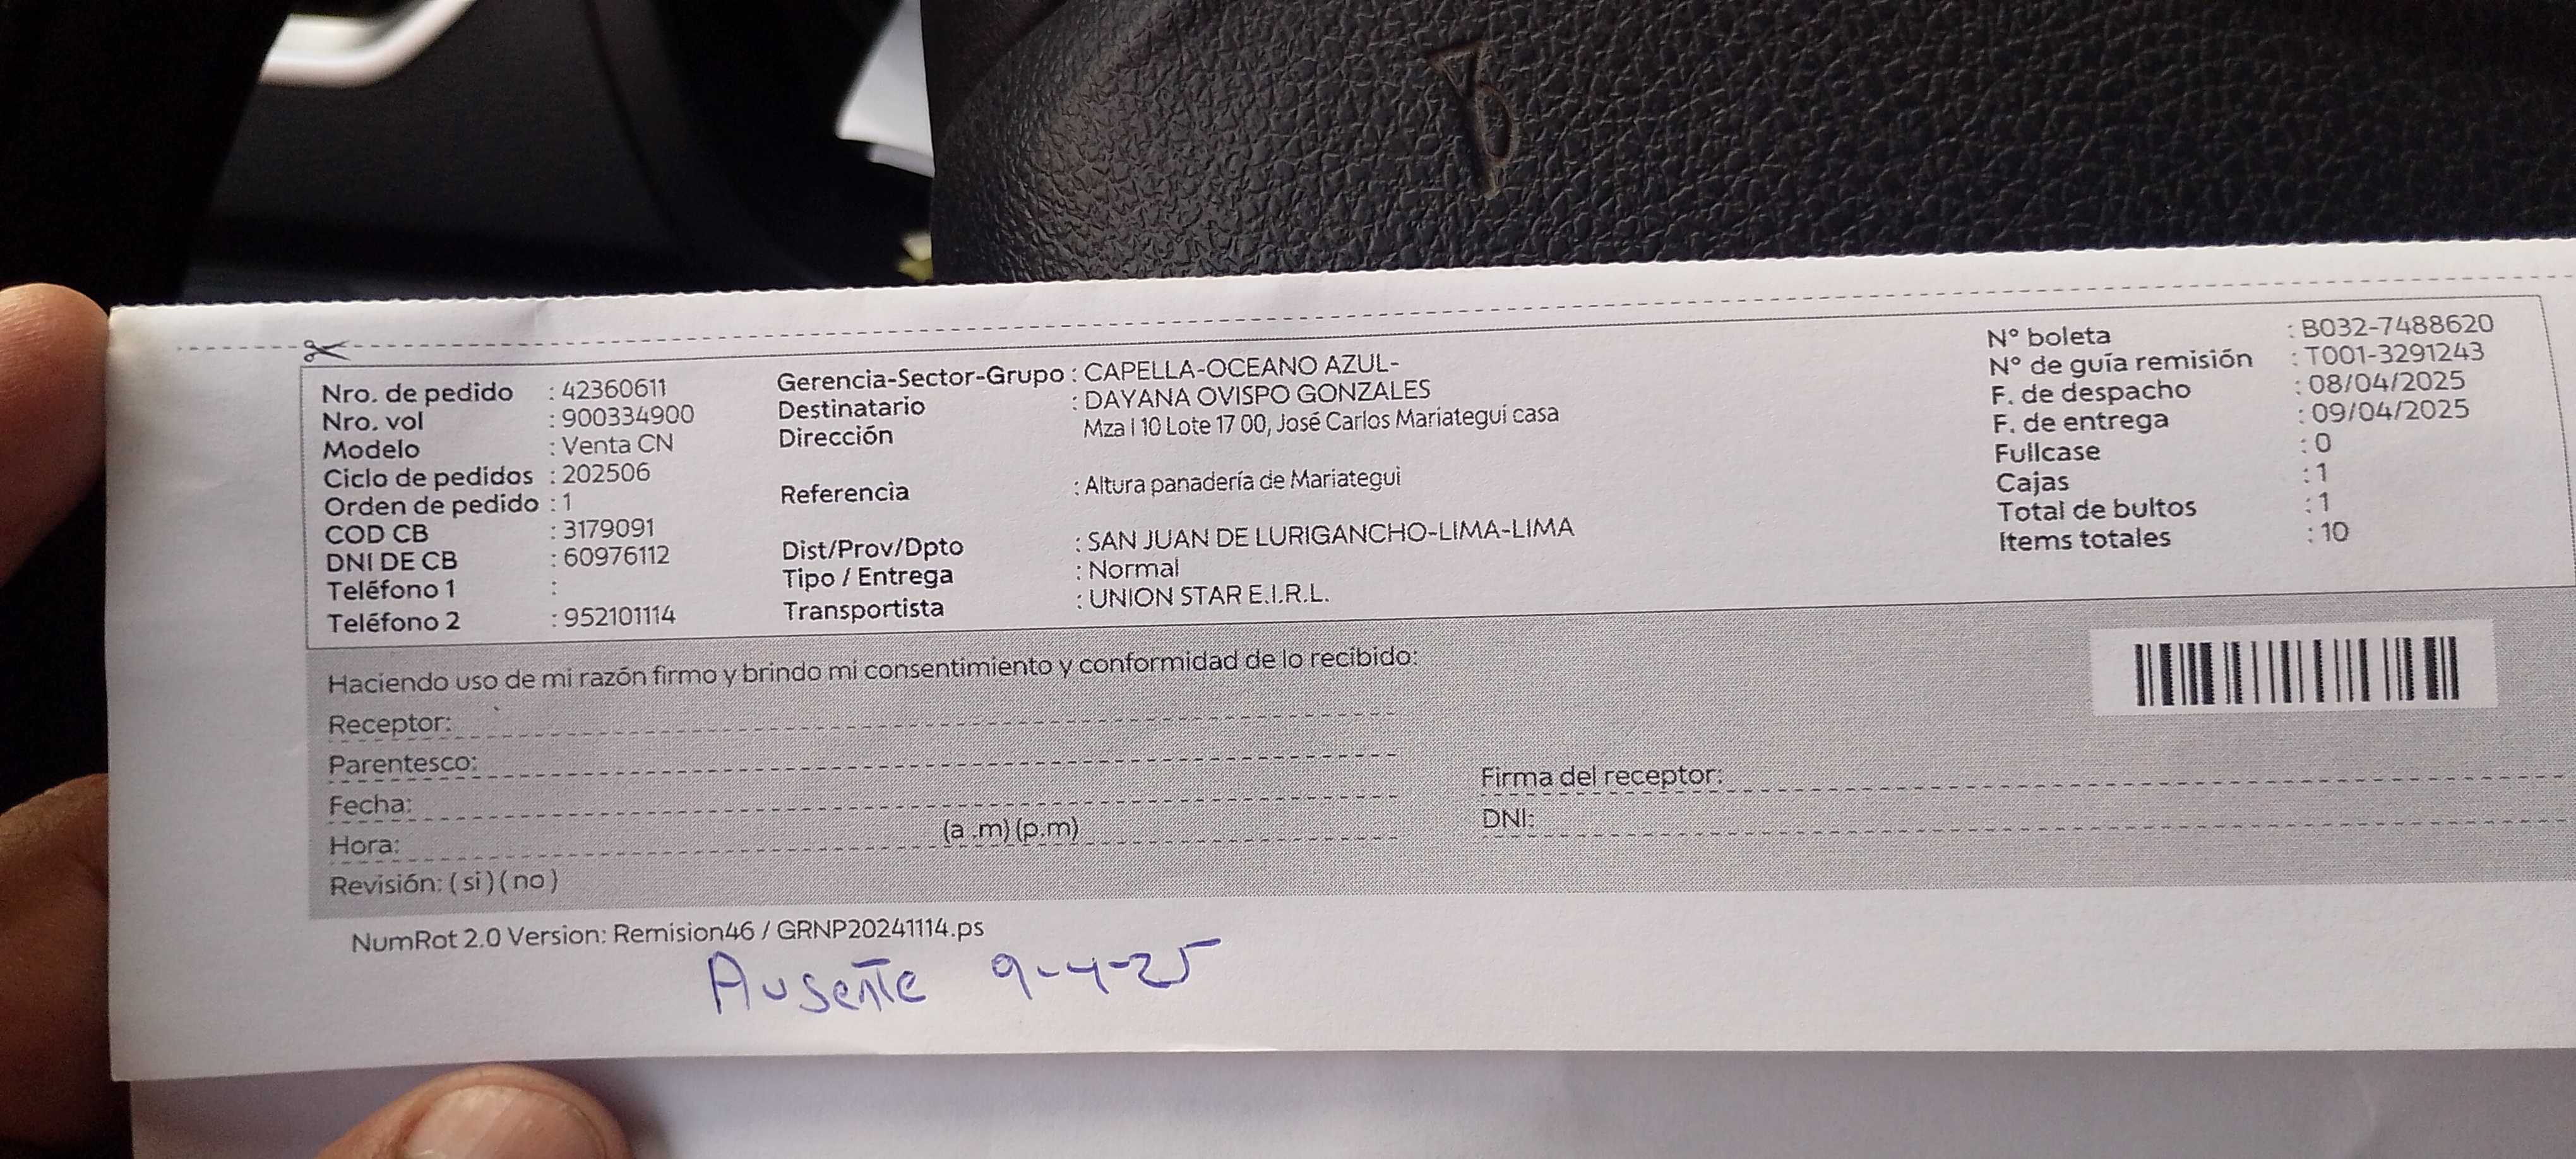 Nro. de pedido : 42360611
Nro. vol : 900334900
Modelo : Venta CN
Ciclo de pedidos : 202506
Orden de pedido : 1
COD CB : 3179091
DNI DE CB : 60976112
Teléfono 1 :
Teléfono 2 : 952101114
Gerencia-Sector-Grupo : CAPELLA-OCEANO AZUL-
Destinatario : DAYANA OVISPO GONZALES
Dirección Mza I 10 Lote 17 00, José Carlos Mariategui casa
Referencia : Altura panadería de Mariategui
Dist/Prov/Dpto : SAN JUAN DE LURIGANCHO-LIMA-LIMA
Tipo / Entrega : Normal
Transportista : UNION STAR E.I.R.L.
N° boleta : B032-7488620
N° de guía remisión : T001-3291243
F. de despacho : 08/04/2025
F. de entrega : 09/04/2025
Fullcase : 0
Cajas : 1
Total de bultos : 1
Items totales : 10
Haciendo uso de mi razón firmo y brindo mi consentimiento y conformidad de lo recibido:
Receptor:
Parentesco:
Fecha:
Hora: (a .m) (p.m)
Revisión: ( si ) ( no )
Firma del receptor:
DNI:
NumRot 2.0 Version: Remision46 / GRNP20241114.ps
Ausente 9-4-25